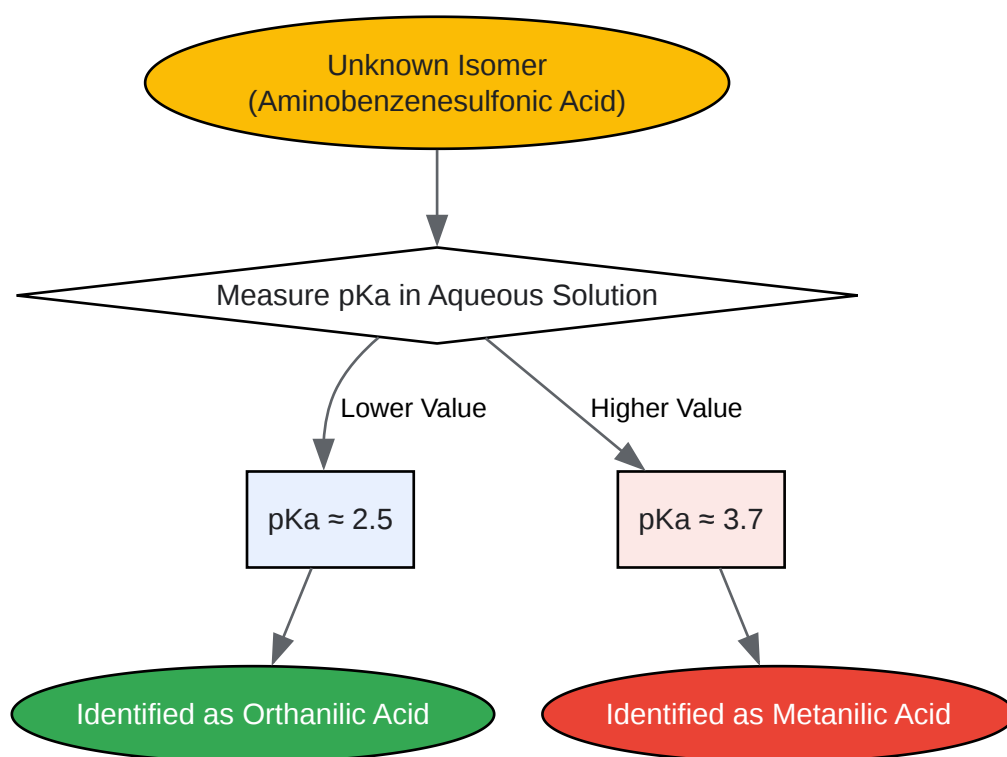 Unknown Isomer
(Aminobenzenesulfonic Acid)
Measure pKa in Aqueous Solution
Lower Value
Higher Value
pKa ≈ 2.5
pKa ≈ 3.7
Identified as Orthanilic Acid
Identified as Metanilic Acid